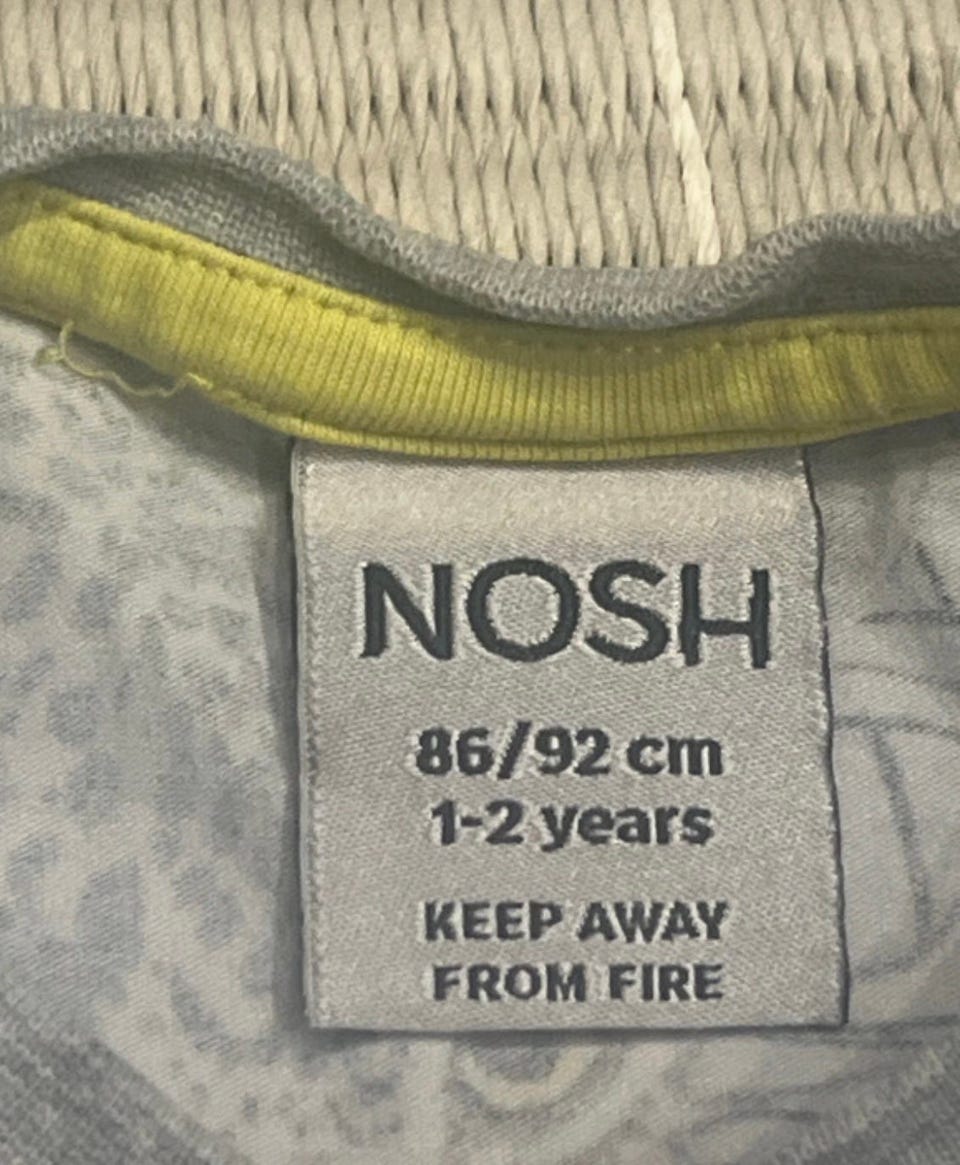 NOSH
86/92 cm
1-2 years
KEEP AWAY
FROM FIRE